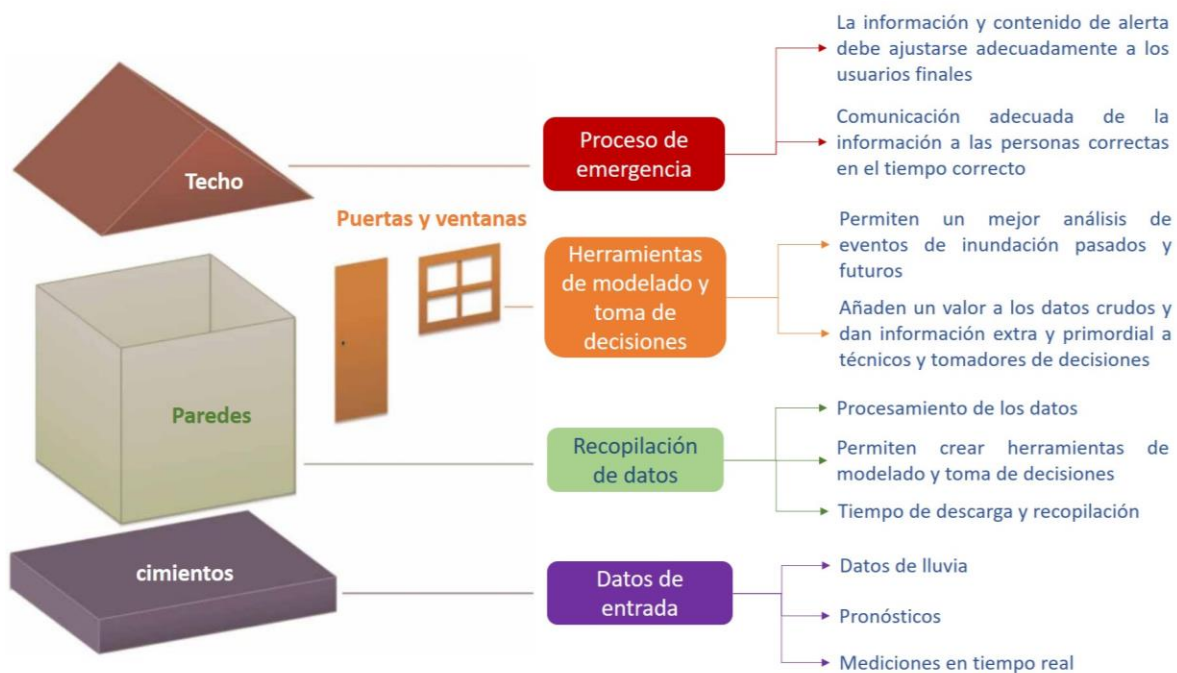 La información y contenido de alerta
debe ajustarse adecuadamente a los
usuarios finales
Proceso de
emergencia
Comunicación adecuada de la
información a las personas correctas
en el tiempo correcto
Techo
Puertas y ventanas
Herramientas
de modelado y
toma de
decisiones
Permiten un mejor análisis de
eventos de inundación pasados y
futuros
Añaden un valor a los datos crudos y
dan información extra y primordial a
técnicos y tomadores de decisiones
Paredes
Recopilación
de datos
Procesamiento de los datos
Permiten crear herramientas de
modelado y toma de decisiones
Tiempo de descarga y recopilación
cimientos
Datos de
entrada
Datos de lluvia
Pronósticos
Mediciones en tiempo real